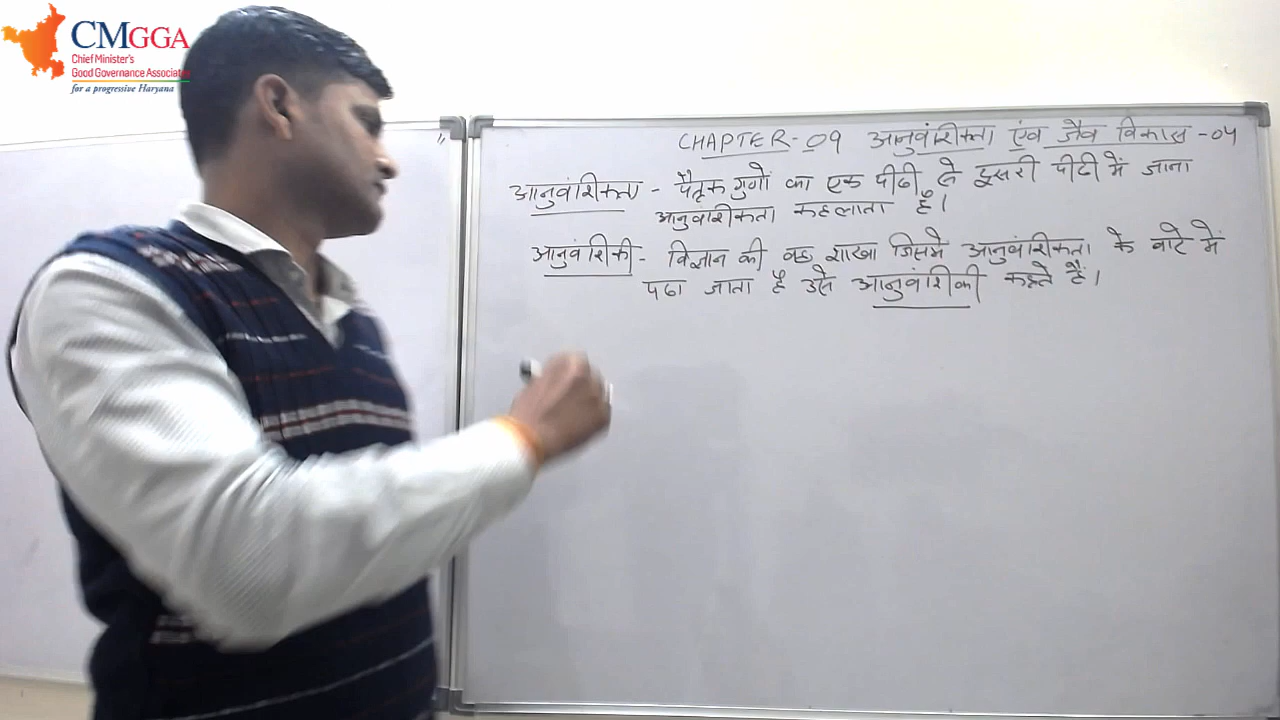 CMGGA
Chief Minister's
Good Governance Associates
for a progressive Haryana
CHAPTER-09 आनुवंशिकता एंव जैव विकास-04
आनुवंशिकता - पैतृक गुणों का एक पीढी से दूसरी पीढी में जाना
आनुवंशिकता कहलाता है।
आनुवंशिकी - विज्ञान की वह शाखा जिसमे आनुवंशिकता के बारे में
पढा जाता है उसे आनुवंशिकी कहते हैं।